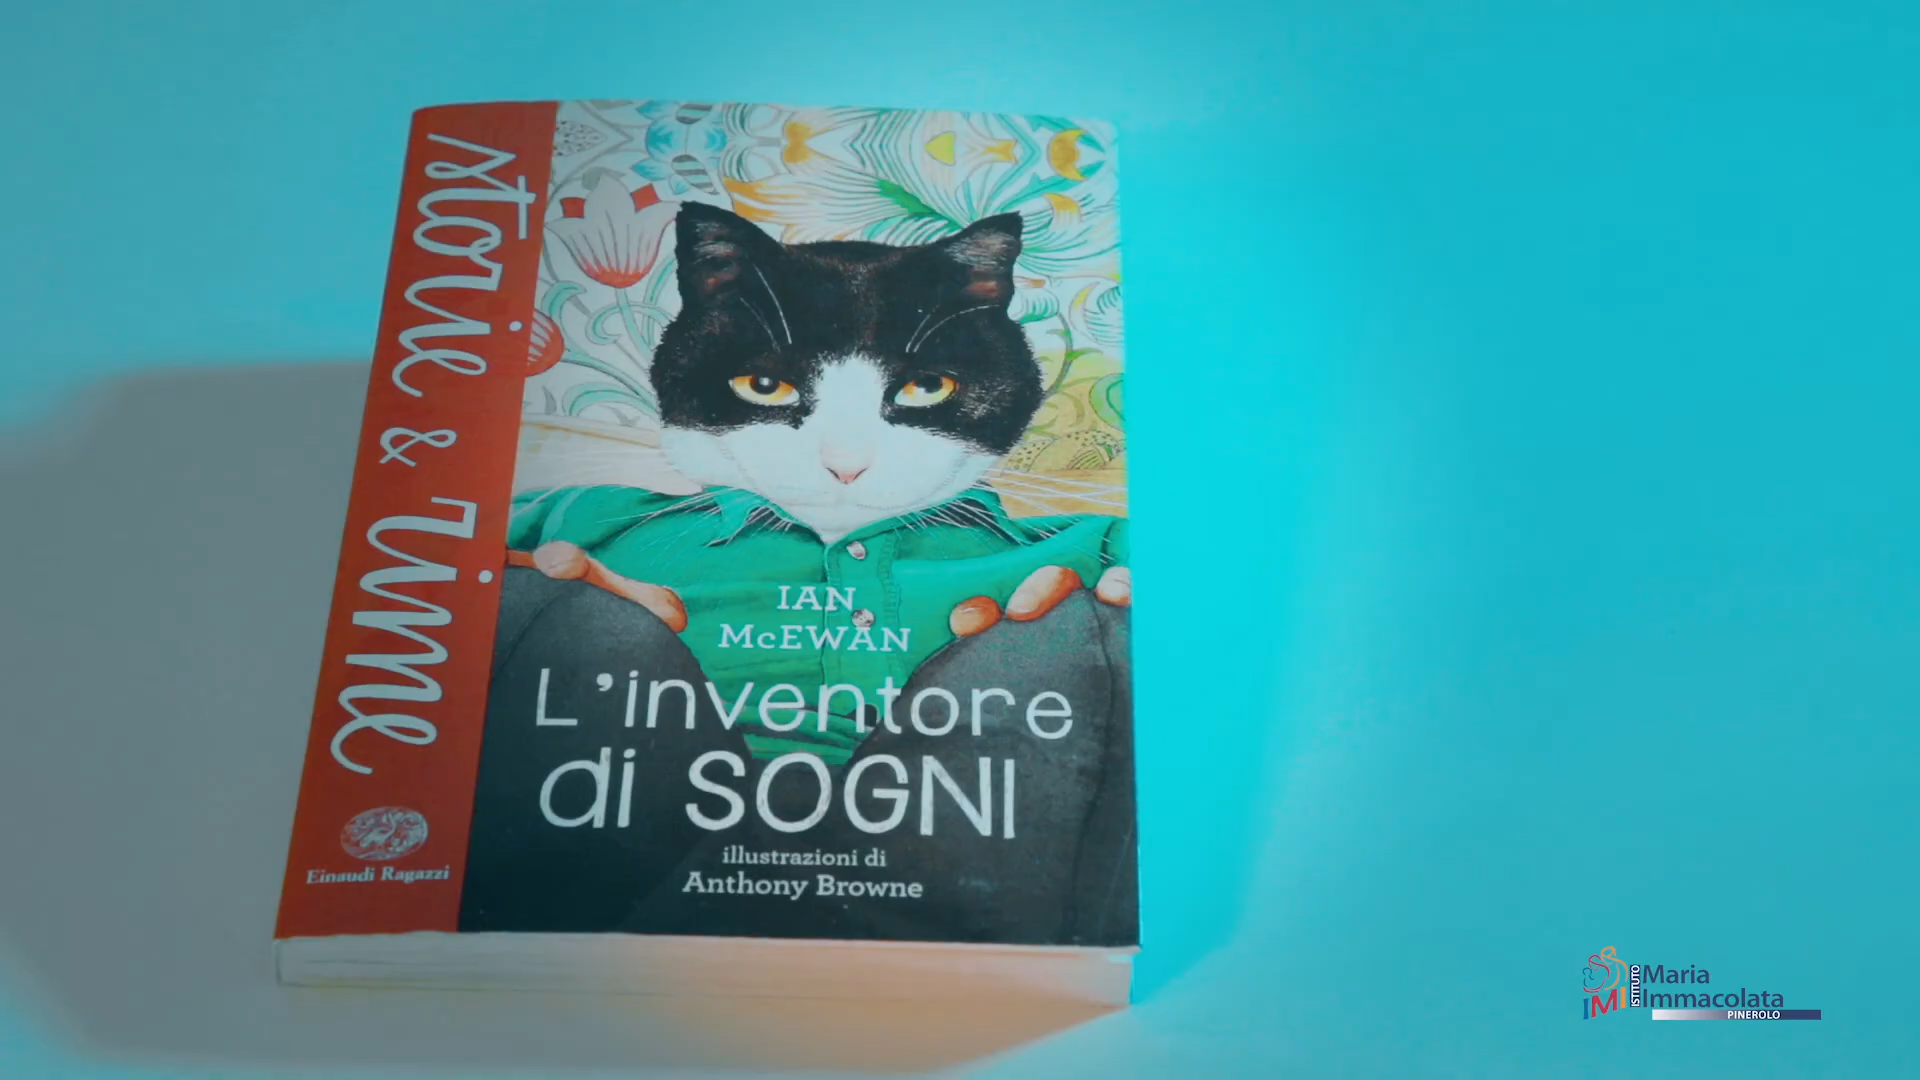 storie & rime
Einaudi Ragazzi
IAN
McEWAN
L'inventore
di SOGNI
illustrazioni di
Anthony Browne
IMI
ISTITUTO
Maria
Immacolata
PINEROLO